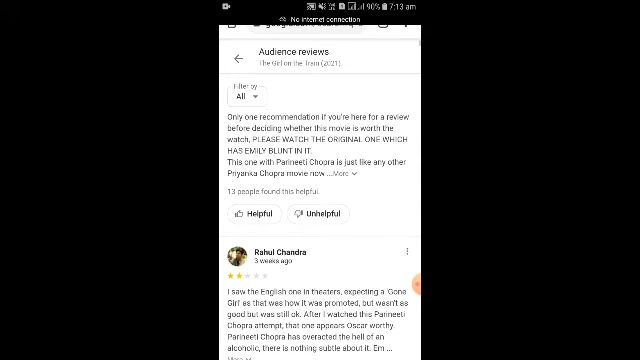 90% 7:13 am
No internet connection
Audience reviews
The Girl on the Train (2021)
Filter by
All
Only one recommendation if you're here for a review
before deciding whether this movie is worth the
watch, PLEASE WATCH THE ORIGINAL ONE WHICH
HAS EMILY BLUNT IN IT.
This one with Parineeti Chopra is just like any other
Priyanka Chopra movie now ...More
13 people found this helpful
Helpful Unhelpful
Rahul Chandra
3 weeks ago
I saw the English one in theaters, expecting a 'Gone
Girl' as that was how it was promoted, but wasn't as
good but was still ok. After I watched this Parineeti
Chopra attempt, that one appears Oscar worthy.
Parineeti Chopra has overacted the hell of an
alcoholic, there is nothing subtle about it. Em ...